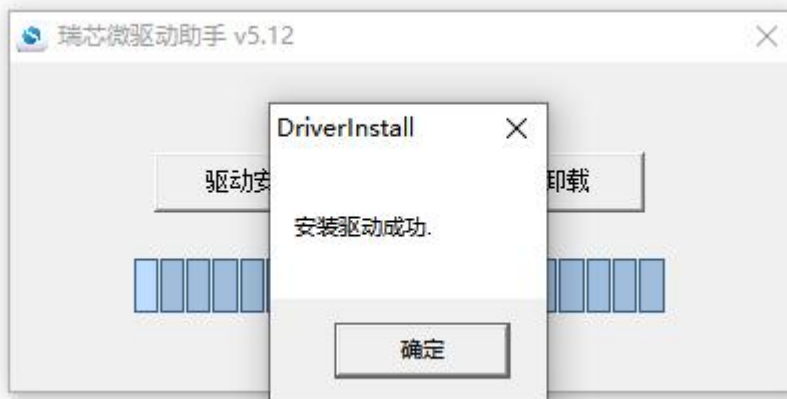 瑞芯微驱动助手 v5.12
DriverInstall
驱动安
卸载
安装驱动成功.
确定